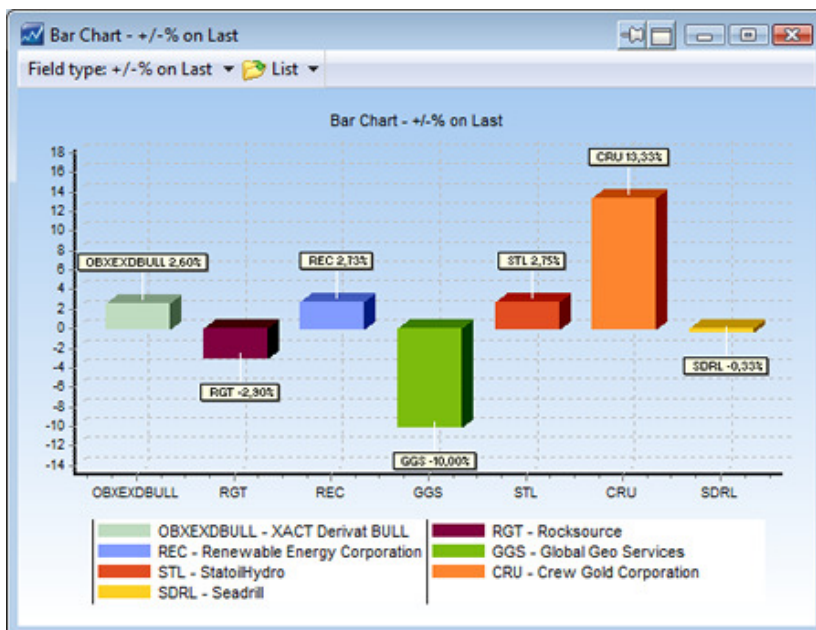 Bar Chart - +/-% on Last
Field type: +/-% on Last List
Bar Chart - +/-% on Last
18
16
14
12
10
8
6
4
2
0
-2
-4
-6
-8
-10
-12
-14
OBXEXDBULL 2,60%
RGT -2,90%
REC 2,73%
GGS -10,00%
STL 2,75%
CRU 13,33%
SDRL -0,33%
OBXEXDBULL RGT REC GGS STL CRU SDRL
OBXEXDBULL - XACT Derivat BULL RGT - Rocksource
REC - Renewable Energy Corporation GGS - Global Geo Services
STL - StatoilHydro CRU - Crew Gold Corporation
SDRL - Seadrill